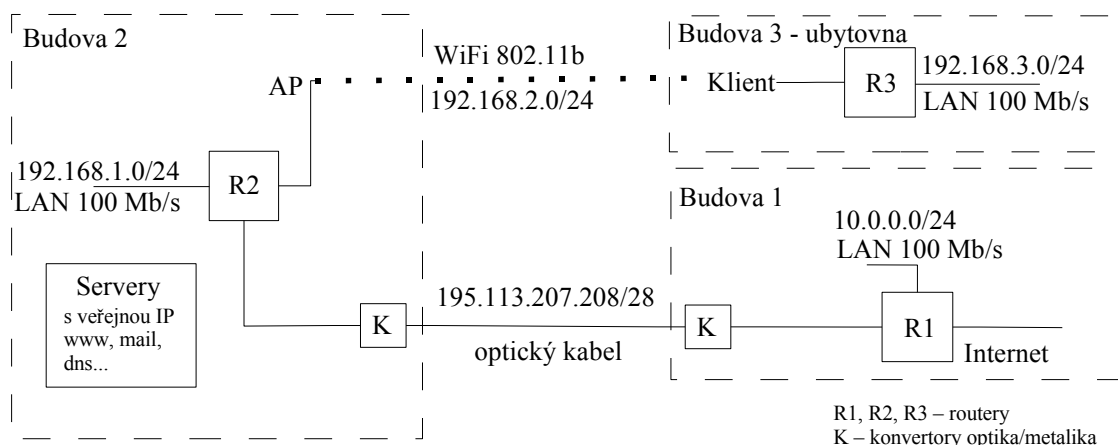 Budova 2
AP
192.168.1.0/24
LAN 100 Mb/s
R2
Servery
s veřejnou IP
www, mail,
dns...
K
WiFi 802.11b
192.168.2.0/24
195.113.207.208/28
optický kabel
Budova 3 - ubytovna
Klient
R3
192.168.3.0/24
LAN 100 Mb/s
Budova 1
10.0.0.0/24
LAN 100 Mb/s
K
R1
Internet
R1, R2, R3 – routery
K – konvertory optika/metalika